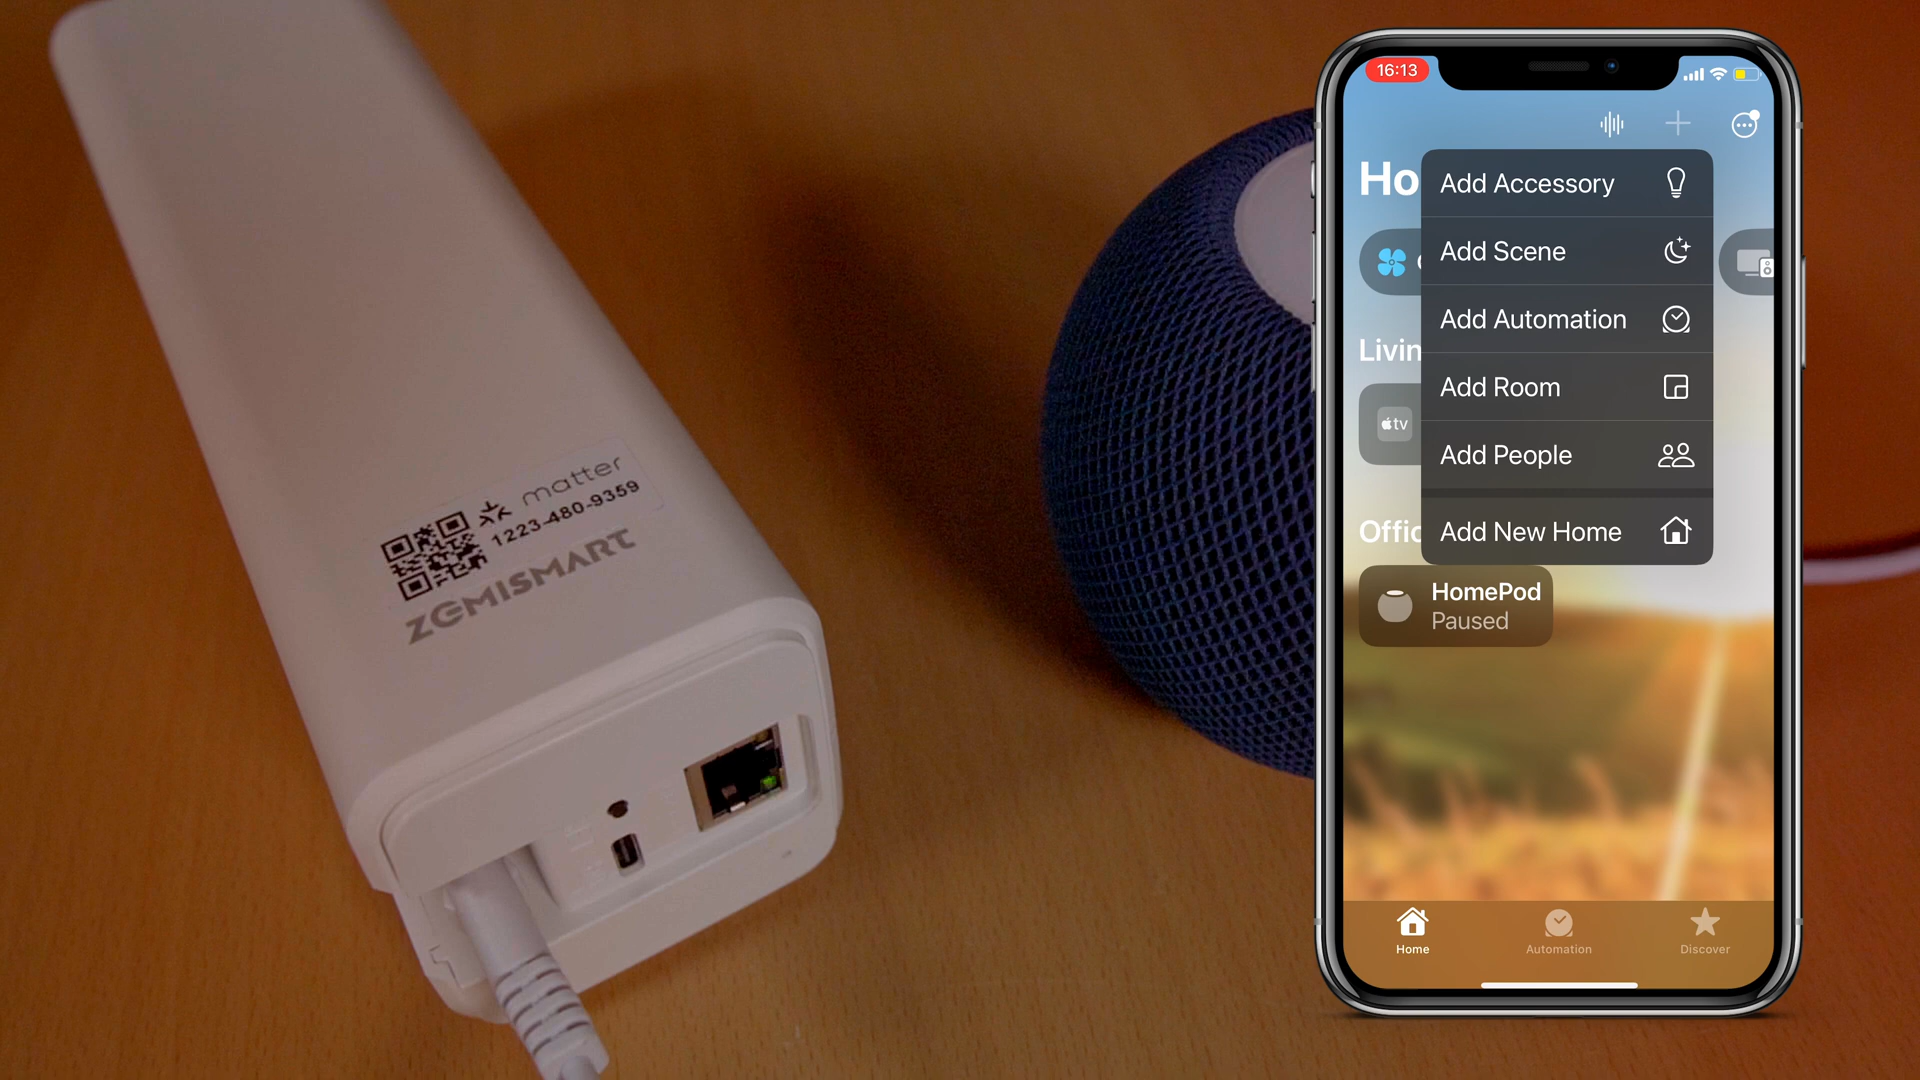 matter
1223-480-9359
ZEMISMART
16:13
Ho
Add Accessory
Add Scene
Add Automation
Livin
Add Room
tv
Add People
Offic
Add New Home
HomePod
Paused
Home
Automation
Discover